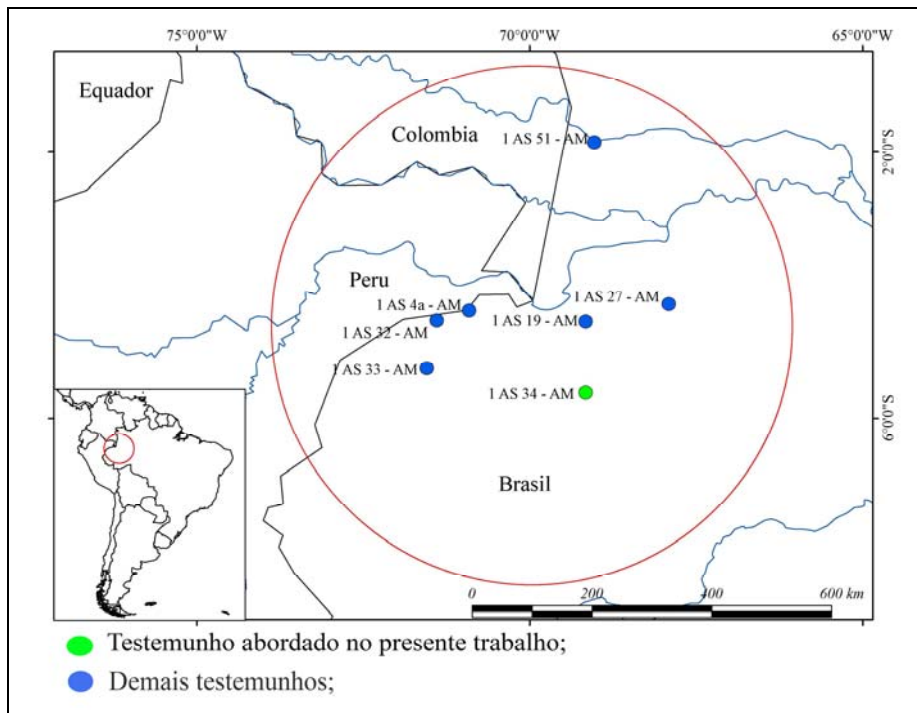 75°0'0"W
70°0'0"W
65°0'0"W
Equador
Colombia
1 AS 51 - AM
2°0'0"S
Peru
1 AS 4a - AM
1 AS 27 - AM
1 AS 19 - AM
1 AS 32 - AM
1 AS 33 - AM
1 AS 34 - AM
6°0'0"S
Brasil
0 200 400 600 km
Testemunho abordado no presente trabalho;
Demais testemunhos;